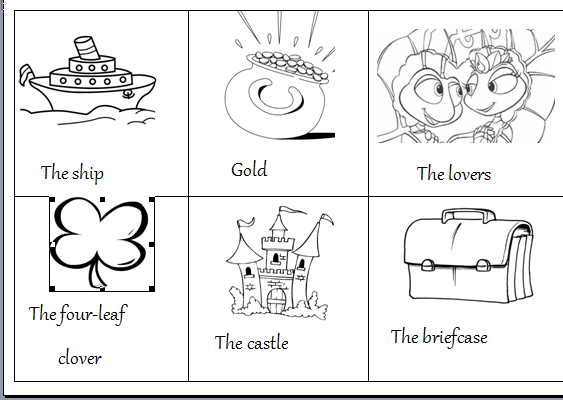 The ship
Gold
The lovers
The four-leaf
clover
The castle
The briefcase